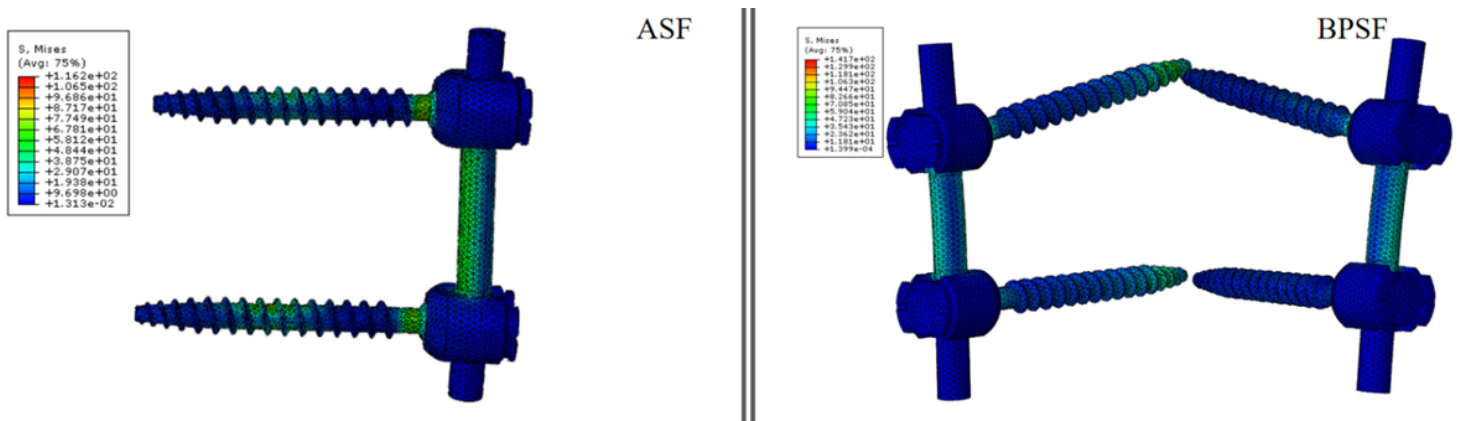 ASF
S, Mises
(Avg: 75%)
+1.162e+02
+1.065e+02
+9.686e+01
+8.717e+01
+7.749e+01
+6.781e+01
+5.812e+01
+4.844e+01
+3.875e+01
+2.907e+01
+1.938e+01
+9.698e+00
+1.313e-02
BPSF
S, Mises
(Avg: 75%)
+1.417e+02
+1.299e+02
+1.181e+02
+1.063e+02
+9.447e+01
+8.266e+01
+7.085e+01
+5.904e+01
+4.723e+01
+3.543e+01
+2.362e+01
+1.181e+01
+1.399e-04